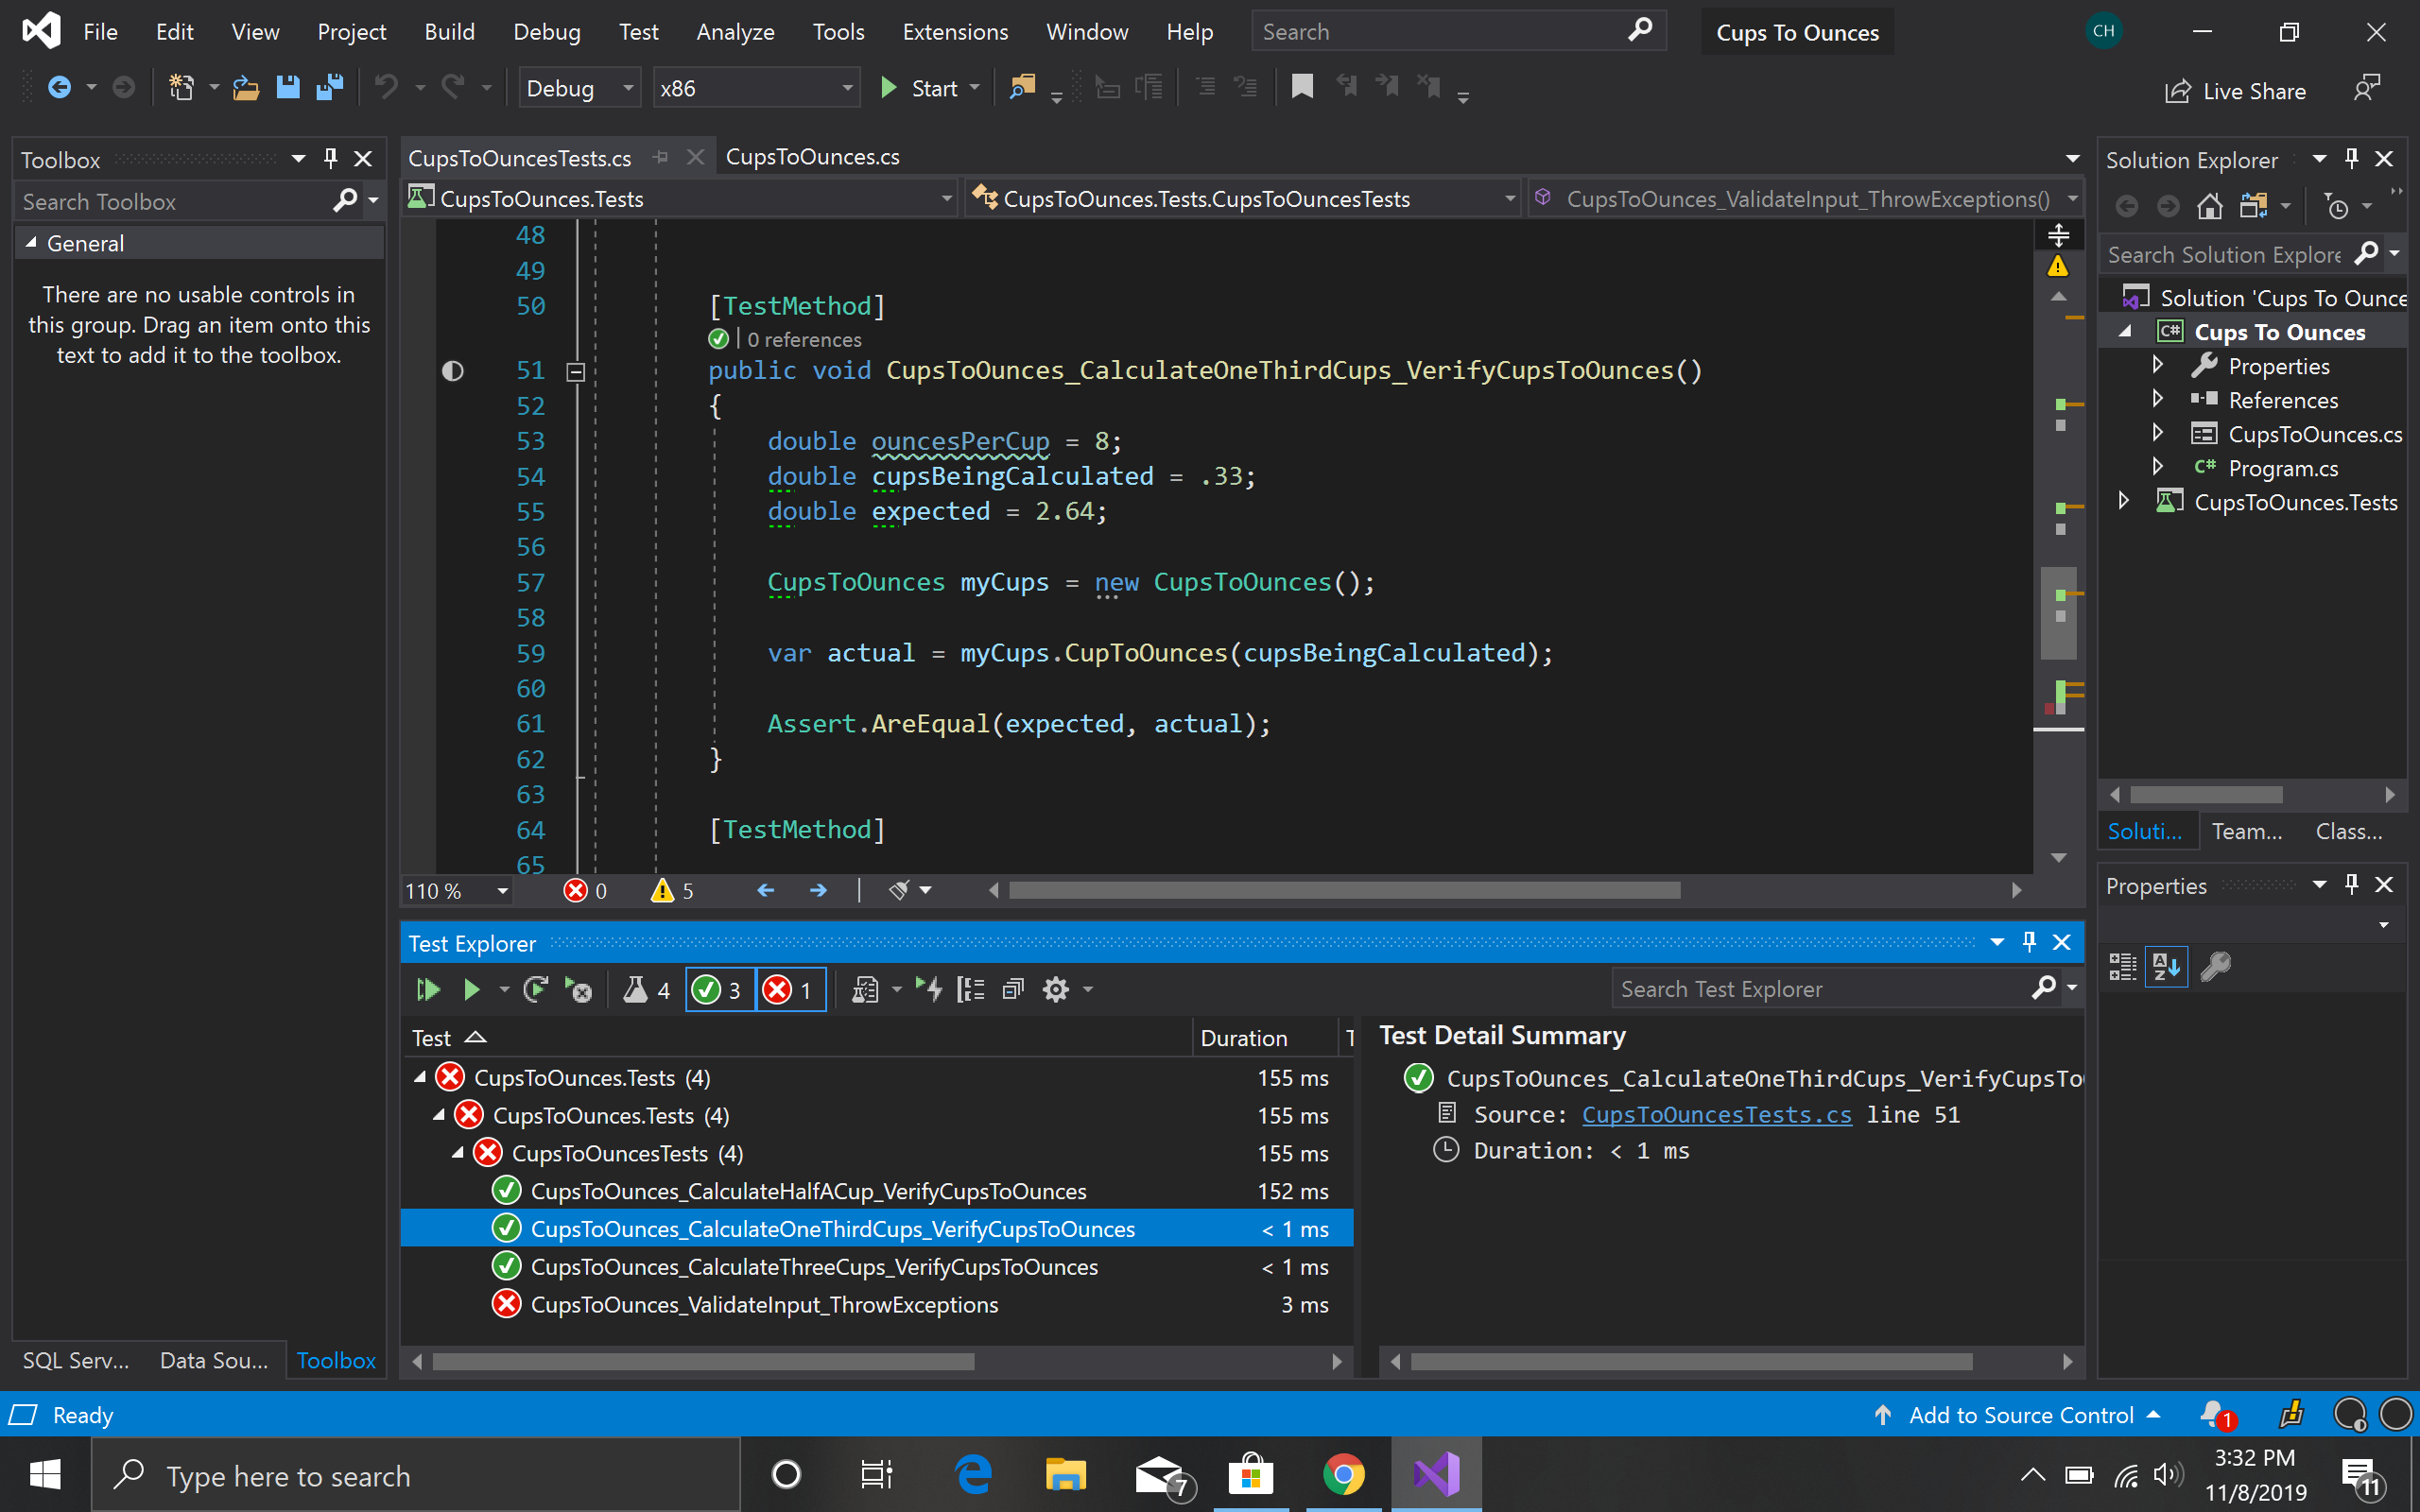 File Edit View Project Build Debug Test Analyze Tools Extensions Window Help Search Cups To Ounces CH
Debug x86 Start Live Share
Toolbox
Search Toolbox
General
There are no usable controls in
this group. Drag an item onto this
text to add it to the toolbox.
SQL Serv... Data Sou... Toolbox
CupsToOuncesTests.cs CupsToOunces.cs
CupsToOunces.Tests CupsToOunces.Tests.CupsToOuncesTests CupsToOunces_ValidateInput_ThrowExceptions()
48
49
50 [TestMethod]
0 references
51 public void CupsToOunces_CalculateOneThirdCups_VerifyCupsToOunces()
52 {
53 double ouncesPerCup = 8;
54 double cupsBeingCalculated = .33;
55 double expected = 2.64;
56
57 CupsToOunces myCups = new CupsToOunces();
58
59 var actual = myCups.CupToOunces(cupsBeingCalculated);
60
61 Assert.AreEqual(expected, actual);
62 }
63
64 [TestMethod]
65
110 % 0 5
Test Explorer
4 3 1 Search Test Explorer
Test Duration T
CupsToOunces.Tests (4) 155 ms
CupsToOunces.Tests (4) 155 ms
CupsToOuncesTests (4) 155 ms
CupsToOunces_CalculateHalfACup_VerifyCupsToOunces 152 ms
CupsToOunces_CalculateOneThirdCups_VerifyCupsToOunces < 1 ms
CupsToOunces_CalculateThreeCups_VerifyCupsToOunces < 1 ms
CupsToOunces_ValidateInput_ThrowExceptions 3 ms
Test Detail Summary
CupsToOunces_CalculateOneThirdCups_VerifyCupsTo
Source: CupsToOuncesTests.cs line 51
Duration: < 1 ms
Solution Explorer
Search Solution Explore
Solution 'Cups To Ounce
C# Cups To Ounces
Properties
References
CupsToOunces.cs
C# Program.cs
CupsToOunces.Tests
Soluti... Team... Class...
Properties
Ready Add to Source Control 1
Type here to search 7 3:32 PM
11/8/2019 11